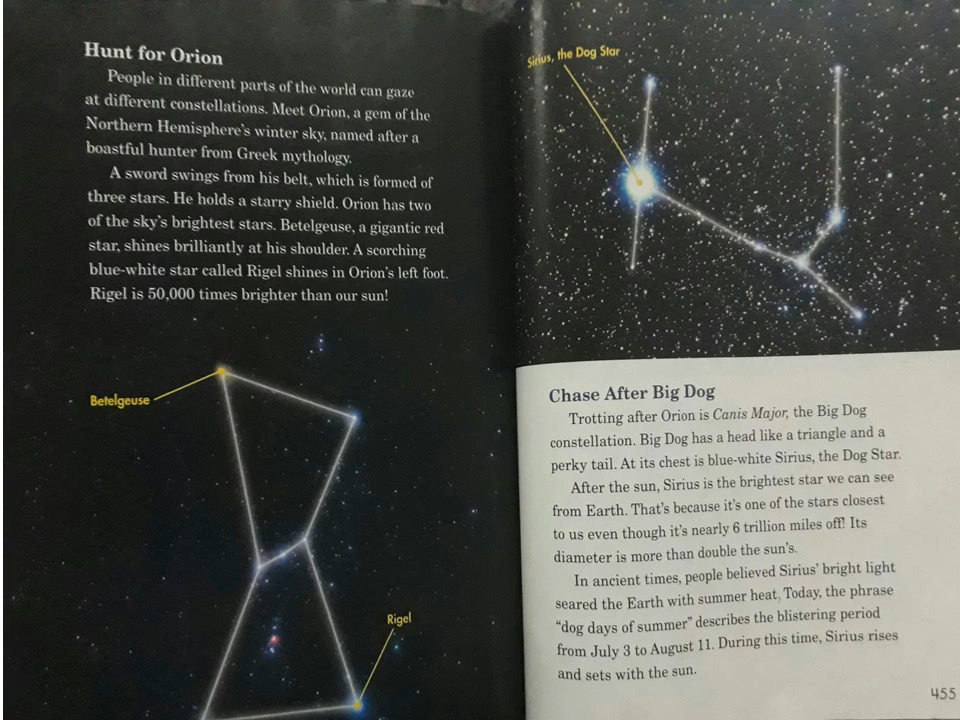 Hunt for Orion
People in different parts of the world can gaze
at different constellations. Meet Orion, a gem of the
Northern Hemisphere's winter sky, named after a
boastful hunter from Greek mythology.
A sword swings from his belt, which is formed of
three stars. He holds a starry shield. Orion has two
of the sky's brightest stars. Betelgeuse, a gigantic red
star, shines brilliantly at his shoulder. A scorching
blue-white star called Rigel shines in Orion's left foot.
Rigel is 50,000 times brighter than our sun!
Betelgeuse
Rigel
Sirius, the Dog Star
Chase After Big Dog
Trotting after Orion is Canis Major, the Big Dog
constellation. Big Dog has a head like a triangle and a
perky tail. At its chest is blue-white Sirius, the Dog Star.
After the sun, Sirius is the brightest star we can see
from Earth. That's because it's one of the stars closest
to us even though it's nearly 6 trillion miles off! Its
diameter is more than double the sun's.
In ancient times, people believed Sirius' bright light
seared the Earth with summer heat. Today, the phrase
"dog days of summer" describes the blistering period
from July 3 to August 11. During this time, Sirius rises
and sets with the sun.
455